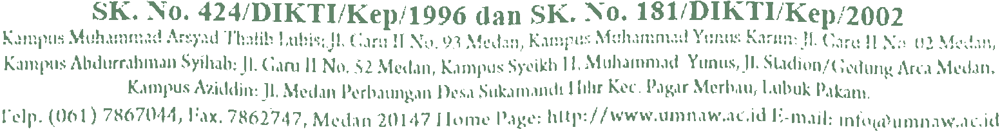 SK. No. 424/DIKTI/Kep/1996 dan SK. No. 181/DIKTI/Kep/2002
Kampus Muhammad Arsyad Thalib Lubis: Jl. Garu II No. 93 Medan, Kampus Muhammad Yunus Karim: Jl. Garu II No. 02 Medan,
Kampus Abdurrahman Syihab: Jl. Garu II No. 52 Medan, Kampus Syeikh H. Muhammad Yunus, Jl. Stadion/Gedung Arca Medan,
Kampus Aziddin: Jl. Medan Perbaungan Desa Sukamandi Hilir Kec. Pagar Merbau, Lubuk Pakam.
Telp. (061) 7867044, Fax. 7862747, Medan 20147 Home Page: http://www.umnaw.ac.id E-mail: info@umnaw.ac.id